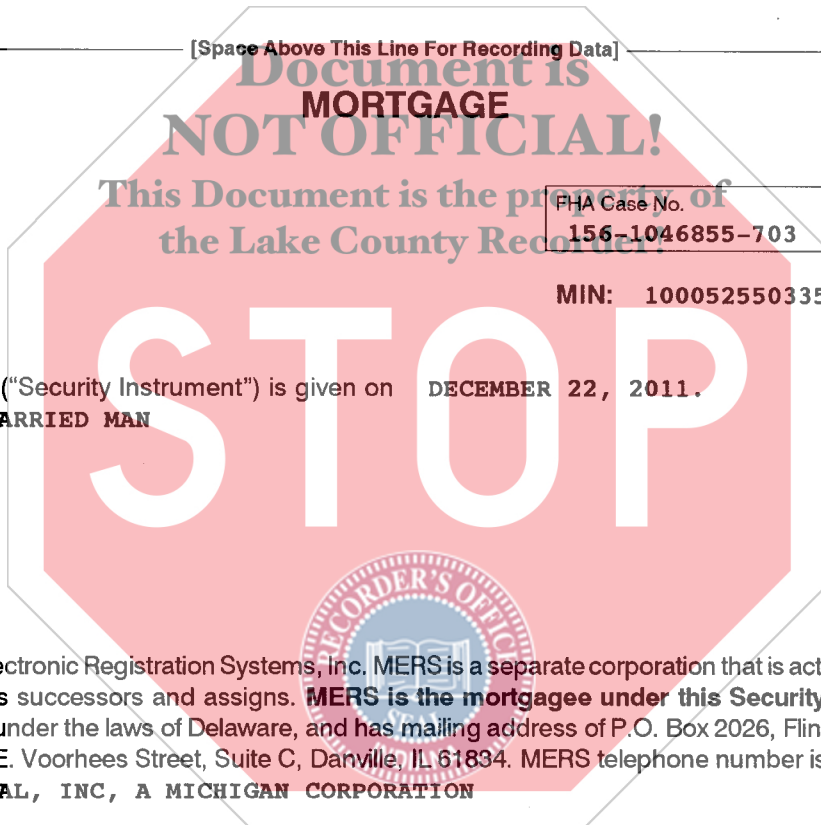 [Space Above This Line For Recording Data]
Document is
MORTGAGE
NOT OFFICIAL!
This Document is the property of
the Lake County Recorder!
FHA Case No.
156-1046855-703
MIN: 100052550335
STOP
("Security Instrument") is given on DECEMBER 22, 2011.
ARRIED MAN
RECORDER'S OFFICE
SEAL
ectronic Registration Systems, Inc. MERS is a separate corporation that is act
s successors and assigns. MERS is the mortgagee under this Security
under the laws of Delaware, and has mailing address of P.O. Box 2026, Flin
E. Voorhees Street, Suite C, Danville, IL 61834. MERS telephone number is
AL, INC, A MICHIGAN CORPORATION